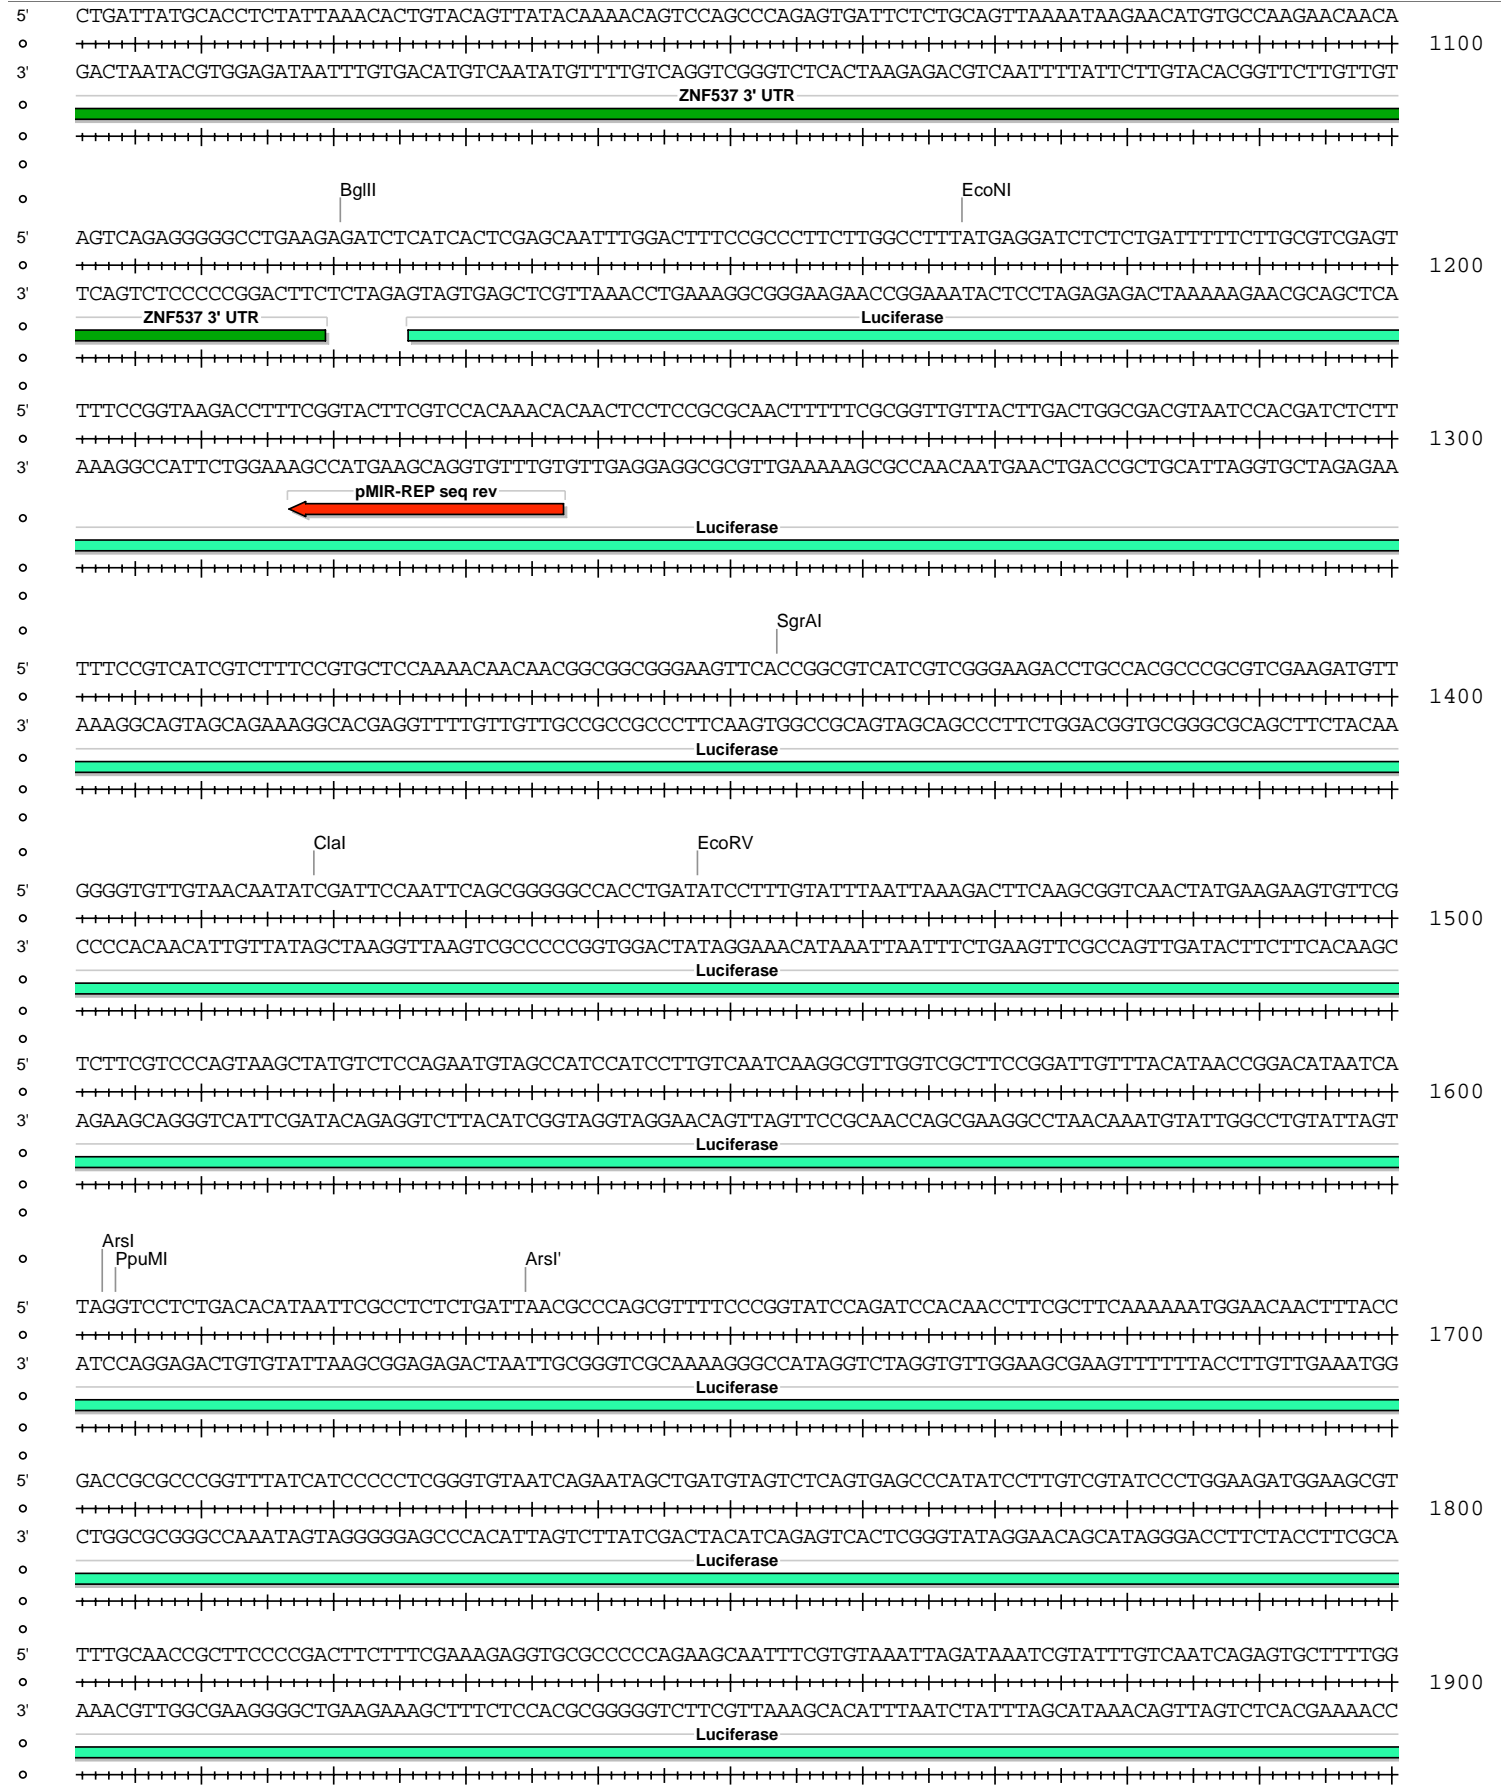 5' CTGATTATGCACCTCTATTAAACACTGTACAGTTATACAAAACAGTCCAGCCCAGAGTGATTCTCTGCAGTTAAAATAAGAACATGTGCCAAGAACAACA
1100
3' GACTAATACGTGGAGATAATTTGTGACATGTCAATATGTTTTGTCAGGTCGGGTCTCACTAAGAGACGTCAATTTTATTCTTGTACACGGTTCTTGTTGT
ZNF537 3' UTR
BglII EcoNI
5' AGTCAGAGGGGGCCTGAAGAGATCTCATCACTCGAGCAATTTGGACTTTCCGCCCTTCTTGGCCTTTATGAGGATCTCTCTGATTTTTCTTGCGTCGAGT
1200
3' TCAGTCTCCCCCGGACTTCTCTAGAGTAGTGAGCTCGTTAAACCTGAAAGGCGGGAAGAACCGGAAATACTCCTAGAGAGACTAAAAAGAACGCAGCTCA
ZNF537 3' UTR Luciferase
5' TTTCCGGTAAGACCTTTCGGTACTTCGTCCACAAACACAACTCCTCCGCGCAACTTTTTCGCGGTTGTTACTTGACTGGCGACGTAATCCACGATCTCTT
1300
3' AAAGGCCATTCTGGAAAGCCATGAAGCAGGTGTTTGTGTTGAGGAGGCGCGTTGAAAAAGCGCCAACAATGAACTGACCGCTGCATTAGGTGCTAGAGAA
pMIR-REP seq rev
Luciferase
SgrAI
5' TTTCCGTCATCGTCTTTCCGTGCTCCAAAACAACAACGGCGGCGGGAAGTTCACCGGCGTCATCGTCGGGAAGACCTGCCACGCCCGCGTCGAAGATGTT
1400
3' AAAGGCAGTAGCAGAAAGGCACGAGGTTTTGTTGTTGCCGCCGCCCTTCAAGTGGCCGCAGTAGCAGCCCTTCTGGACGGTGCGGGCGCAGCTTCTACAA
Luciferase
ClaI EcoRV
5' GGGGTGTTGTAACAATATCGATTCCAATTCAGCGGGGGCCACCTGATATCCTTTGTATTTAATTAAAGACTTCAAGCGGTCAACTATGAAGAAGTGTTCG
1500
3' CCCCACAACATTGTTATAGCTAAGGTTAAGTCGCCCCCGGTGGACTATAGGAAACATAAATTAATTTCTGAAGTTCGCCAGTTGATACTTCTTCACAAGC
Luciferase
5' TCTTCGTCCCAGTAAGCTATGTCTCCAGAATGTAGCCATCCATCCTTGTCAATCAAGGCGTTGGTCGCTTCCGGATTGTTTACATAACCGGACATAATCA
1600
3' AGAAGCAGGGTCATTCGATACAGAGGTCTTACATCGGTAGGTAGGAACAGTTAGTTCCGCAACCAGCGAAGGCCTAACAAATGTATTGGCCTGTATTAGT
Luciferase
ArsI
PpuMI ArsI'
5' TAGGTCCTCTGACACATAATTCGCCTCTCTGATTAACGCCCAGCGTTTTCCCGGTATCCAGATCCACAACCTTCGCTTCAAAAAATGGAACAACTTTACC
1700
3' ATCCAGGAGACTGTGTATTAAGCGGAGAGACTAATTGCGGGTCGCAAAAGGGCCATAGGTCTAGGTGTTGGAAGCGAAGTTTTTTACCTTGTTGAAATGG
Luciferase
5' GACCGCGCCCGGTTTATCATCCCCCTCGGGTGTAATCAGAATAGCTGATGTAGTCTCAGTGAGCCCATATCCTTGTCGTATCCCTGGAAGATGGAAGCGT
1800
3' CTGGCGCGGGCCAAATAGTAGGGGGAGCCCACATTAGTCTTATCGACTACATCAGAGTCACTCGGGTATAGGAACAGCATAGGGACCTTCTACCTTCGCA
Luciferase
5' TTTGCAACCGCTTCCCCGACTTCTTTCGAAAGAGGTGCGCCCCCAGAAGCAATTTCGTGTAAATTAGATAAATCGTATTTGTCAATCAGAGTGCTTTTGG
1900
3' AAACGTTGGCGAAGGGGCTGAAGAAAGCTTTCTCCACGCGGGGGTCTTCGTTAAAGCACATTTAATCTATTTAGCATAAACAGTTAGTCTCACGAAAACC
Luciferase